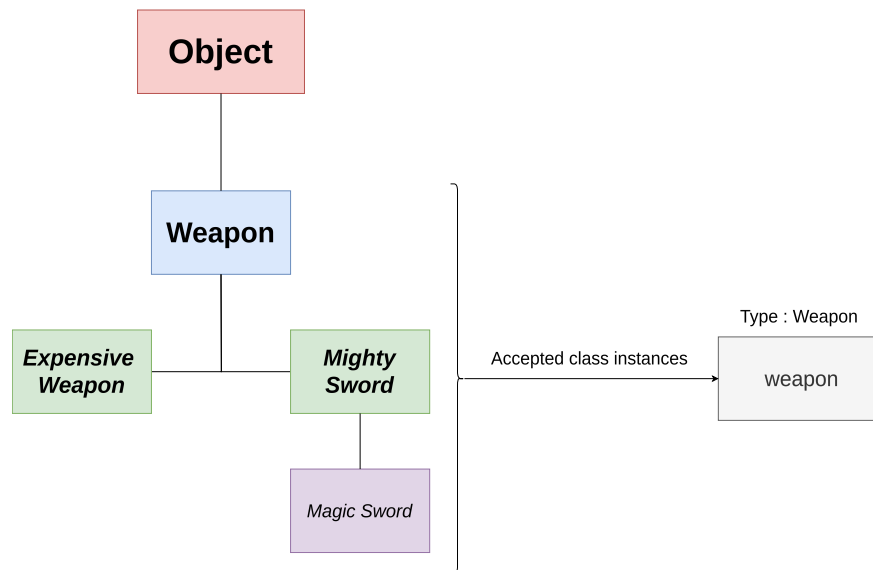 Object
Weapon
Type : Weapon
Expensive
Weapon
Mighty
Sword
Accepted class instances
weapon
Magic Sword